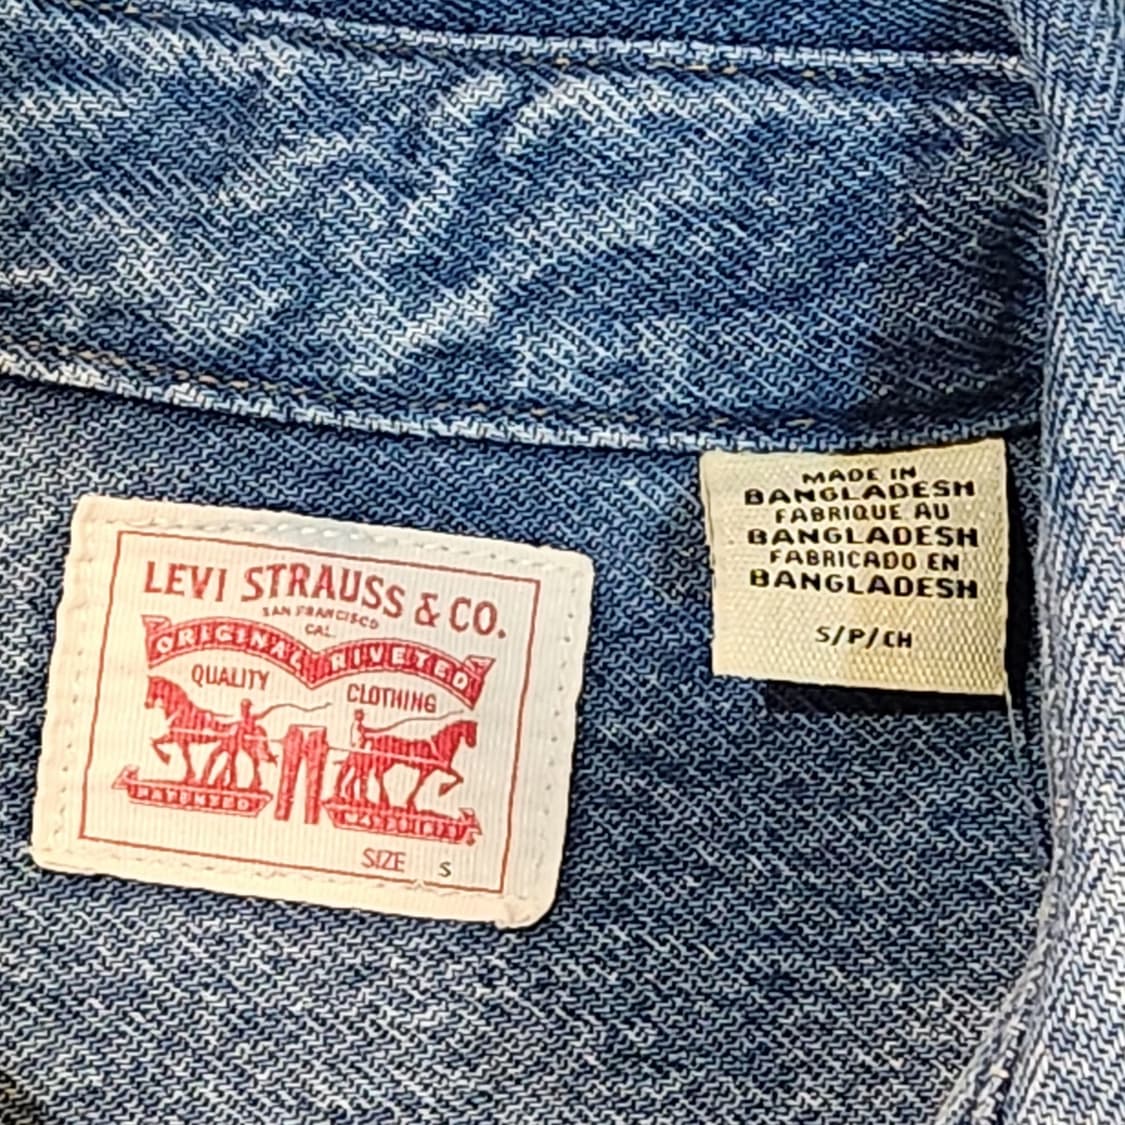 LEVI STRAUSS & CO.
SAN FRANCISCO
CAL.
ORIGINAL RIVETED
QUALITY CLOTHING
PATENTED
SIZE S
MADE IN
BANGLADESH
FABRIQUE AU
BANGLADESH
FABRICADO EN
BANGLADESH
S/P/CH